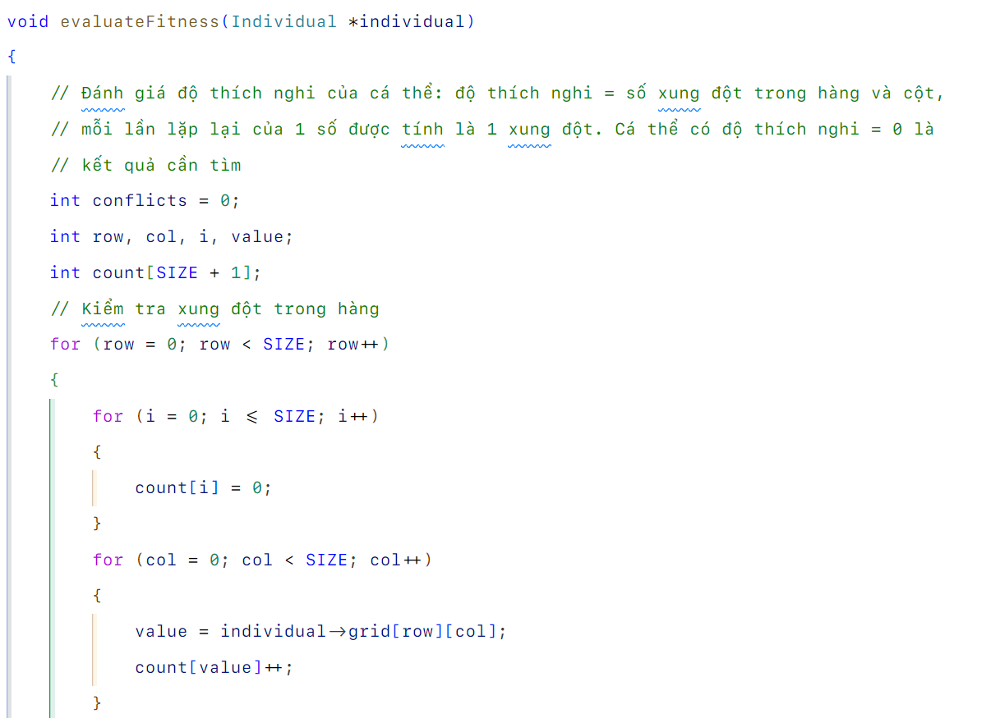 void evaluateFitness(Individual *individual)
{
    // Đánh giá độ thích nghi của cá thể: độ thích nghi = số xung đột trong hàng và cột,
    // mỗi lần lặp lại của 1 số được tính là 1 xung đột. Cá thể có độ thích nghi = 0 là
    // kết quả cần tìm
    int conflicts = 0;
    int row, col, i, value;
    int count[SIZE + 1];
    // Kiểm tra xung đột trong hàng
    for (row = 0; row < SIZE; row++)
    {
        for (i = 0; i <= SIZE; i++)
        {
            count[i] = 0;
        }
        for (col = 0; col < SIZE; col++)
        {
            value = individual->grid[row][col];
            count[value]++;
        }